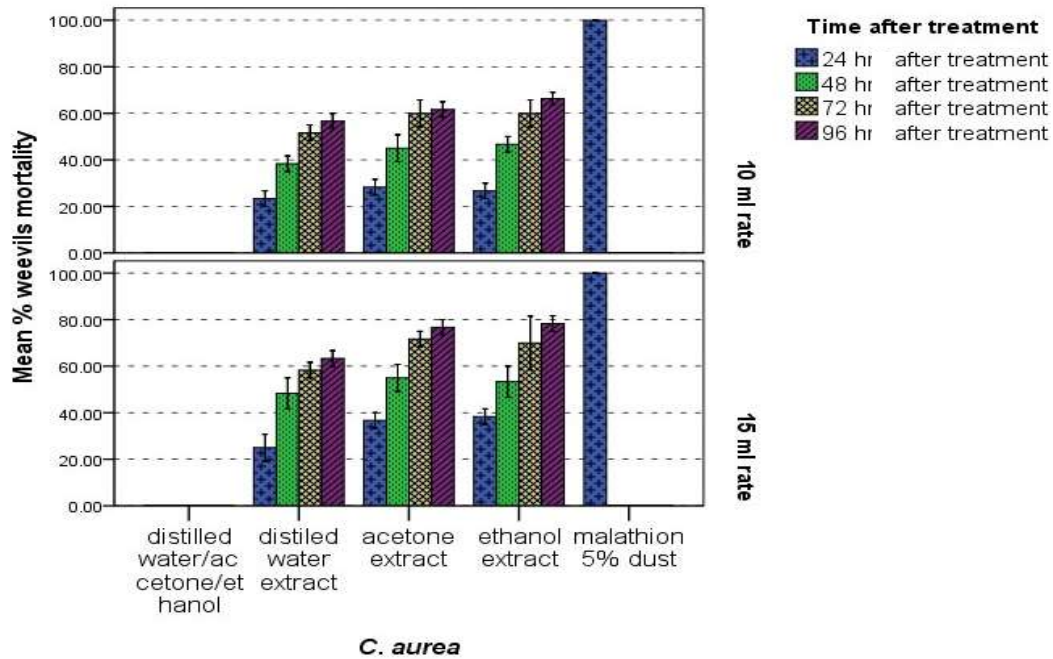 Time after treatment
24 hr after treatment
48 hr after treatment
72 hr after treatment
96 hr after treatment
Mean % weevils mortality
100.00
80.00
60.00
40.00
20.00
0.00
10 ml rate
100.00
80.00
60.00
40.00
20.00
0.00
15 ml rate
distilled
water/ac
cetone/et
hanol
distiled
water
extract
acetone
extract
ethanol
extract
malathion
5% dust
C. aurea